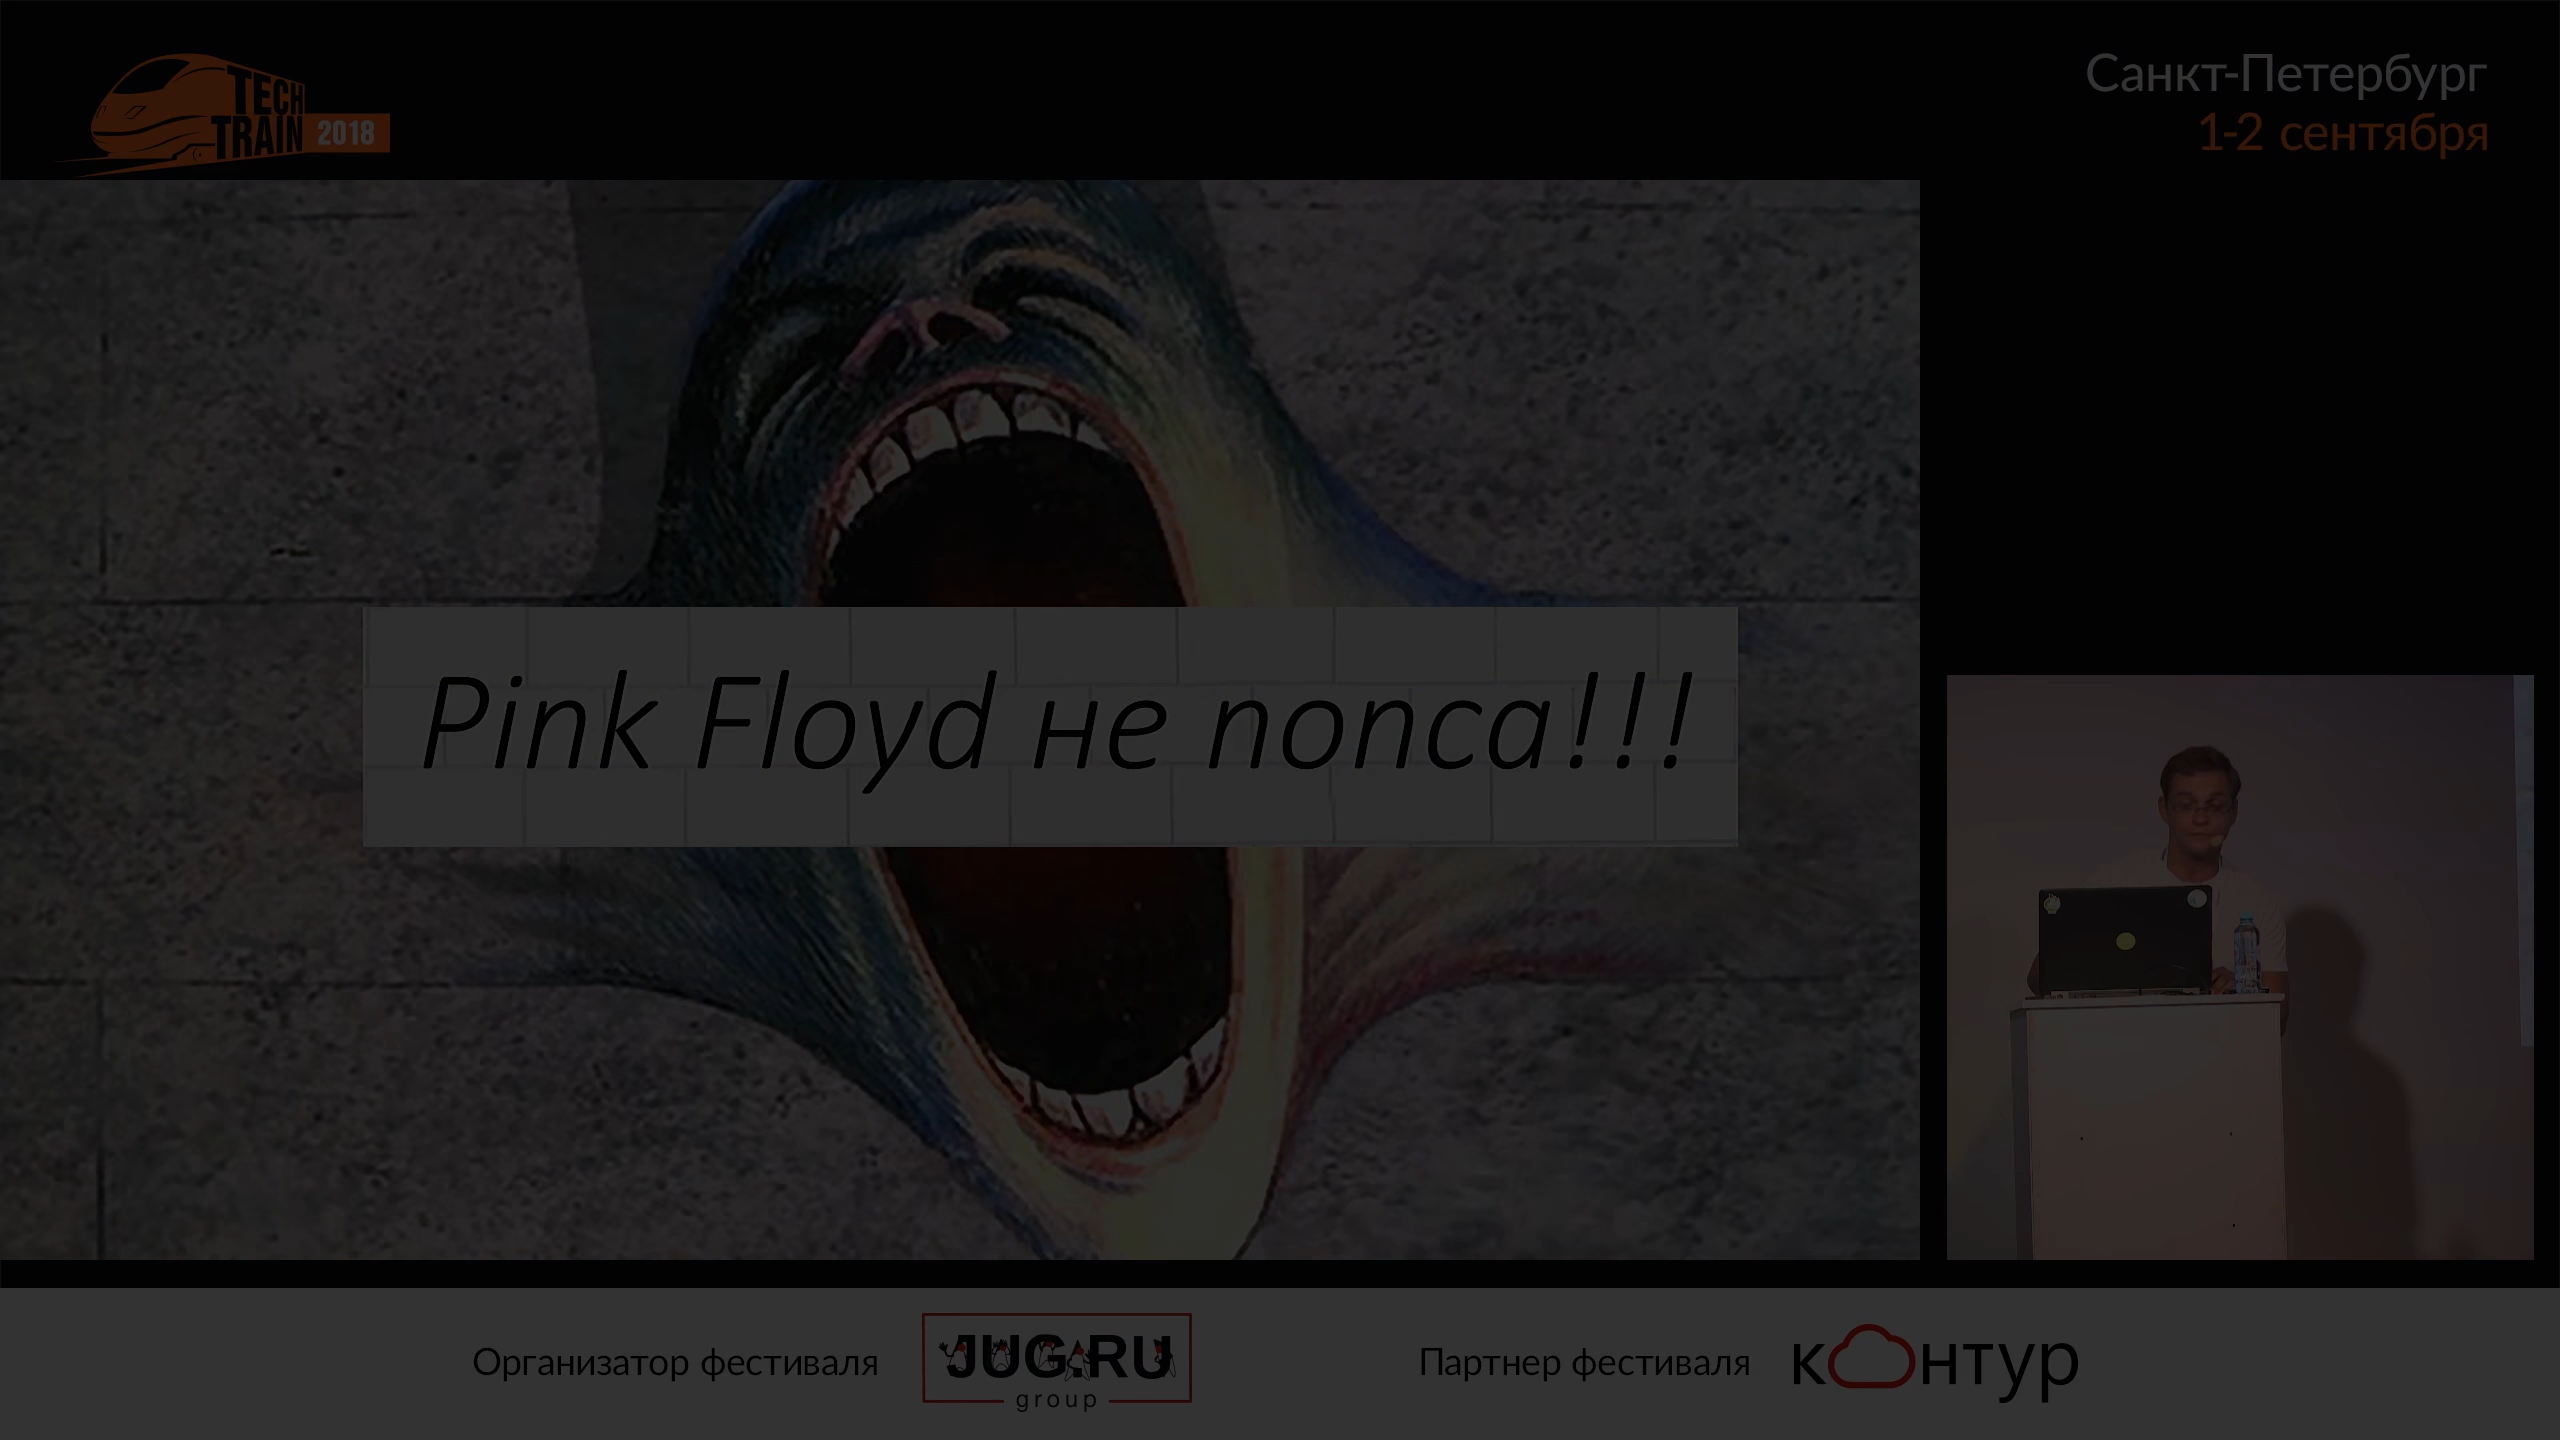 TECH
TRAIN 2018
Санкт-Петербург
1-2 сентября
Pink Floyd не попса!!!
Организатор фестиваля
JUG.RU
group
Партнер фестиваля
контур